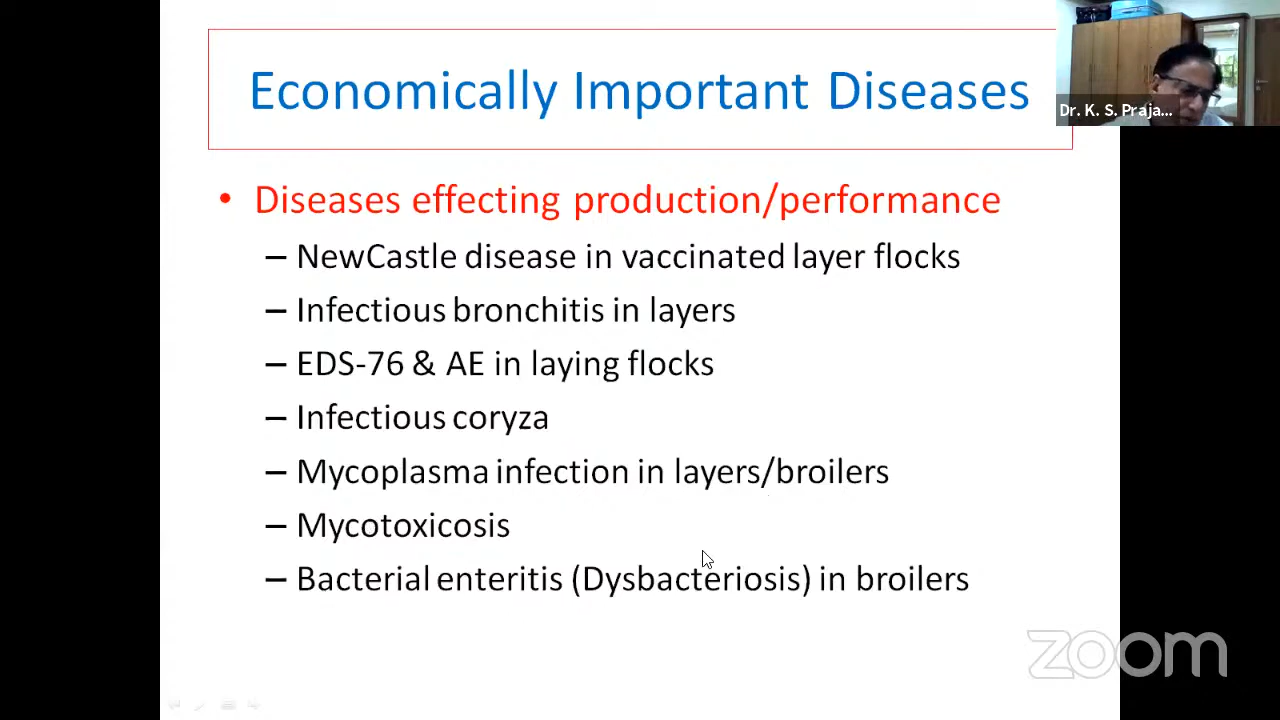 Economically Important Diseases
Dr. K. S. Praja...
• Diseases effecting production/performance
– NewCastle disease in vaccinated layer flocks
– Infectious bronchitis in layers
– EDS-76 & AE in laying flocks
– Infectious coryza
– Mycoplasma infection in layers/broilers
– Mycotoxicosis
– Bacterial enteritis (Dysbacteriosis) in broilers
zoom